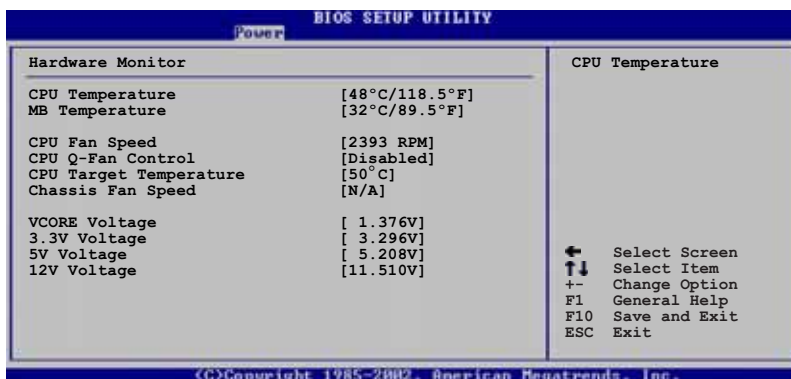 BIOS SETUP UTILITY
Power
Hardware Monitor
CPU Temperature [48°C/118.5°F]
MB Temperature [32°C/89.5°F]
CPU Fan Speed [2393 RPM]
CPU Q-Fan Control [Disabled]
CPU Target Temperature [50°C]
Chassis Fan Speed [N/A]
VCORE Voltage [ 1.376V]
3.3V Voltage [ 3.296V]
5V Voltage [ 5.208V]
12V Voltage [11.510V]
CPU Temperature
← Select Screen
↑↓ Select Item
+- Change Option
F1 General Help
F10 Save and Exit
ESC Exit
(C)Copyright 1985-2002, American Megatrends, Inc.